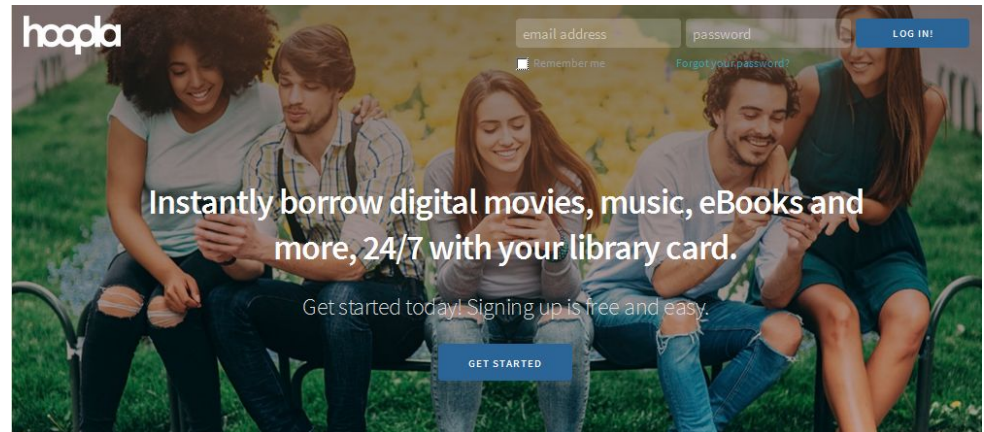 hoopla
email address
password
LOG IN!
Remember me
Forgot your password?
Instantly borrow digital movies, music, eBooks and
more, 24/7 with your library card.
Get started today! Signing up is free and easy.
GET STARTED